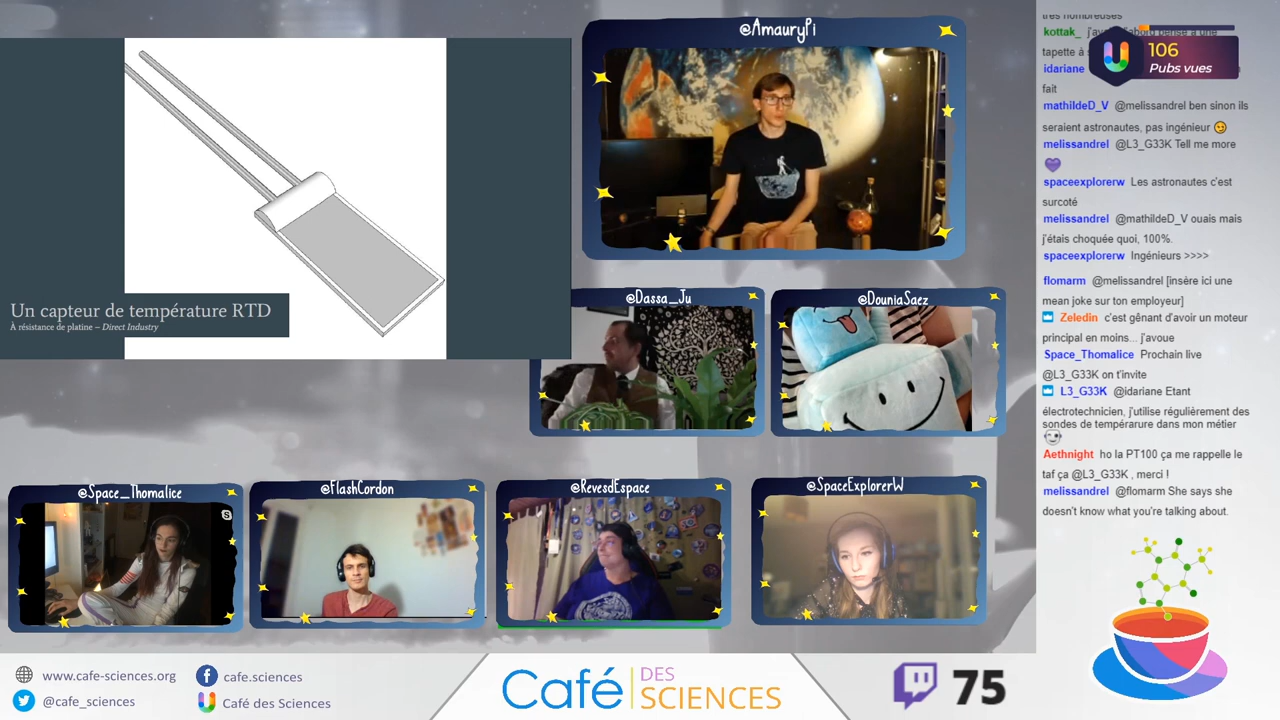 @AmauryPi
Un capteur de température RTD
À résistance de platine – Direct Industry
@Dassa_Ju
@DouniaSaez
@Space_Thomalice
@FlashCordon
@RevesdEspace
@SpaceExplorerW
très nombreuses
kottak_
tapette à
106
Pubs vues
idariane
fait
mathildeD_V @melissandrel ben sinon ils
seraient astronautes, pas ingénieur
melissandrel @L3_G33K Tell me more
spaceexplorerw Les astronautes c'est
surcoté
melissandrel @mathildeD_V ouais mais
j'étais choquée quoi, 100%.
spaceexplorerw Ingénieurs >>>>
flomarm @melissandrel [insère ici une
mean joke sur ton employeur]
Zeledin c'est gênant d'avoir un moteur
principal en moins... j'avoue
Space_Thomalice Prochain live
@L3_G33K on t'invite
L3_G33K @idariane Etant
électrotechnicien, j'utilise régulièrement des
sondes de tempérarure dans mon métier
Aethnight ho la PT100 ça me rappelle le
taf ça @L3_G33K , merci !
melissandrel @flomarm She says she
doesn't know what you're talking about.
www.cafe-sciences.org
cafe.sciences
@cafe_sciences
Café des Sciences
Café DES SCIENCES
75